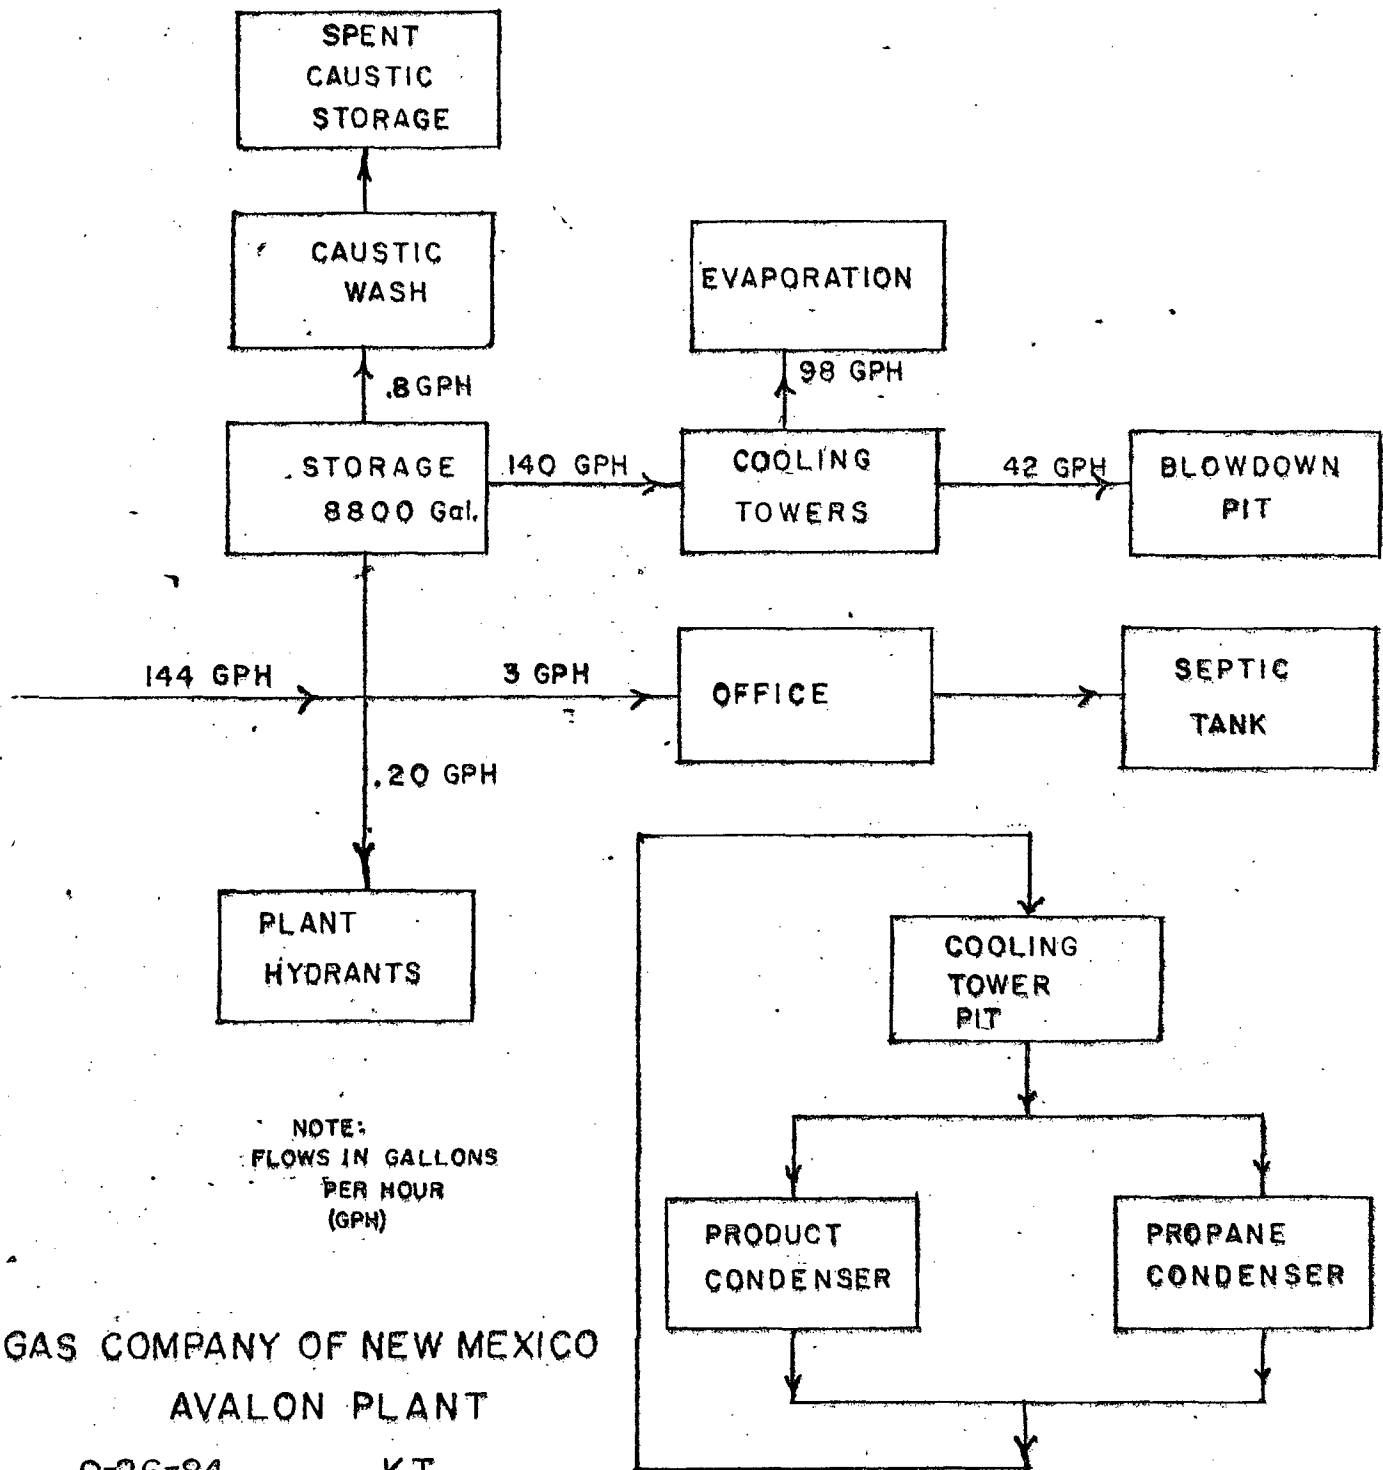 SPENT
CAUSTIC
STORAGE
CAUSTIC
WASH
EVAPORATION
.8 GPH
98 GPH
STORAGE
8800 Gal.
140 GPH
COOLING
TOWERS
42 GPH
BLOWDOWN
PIT
144 GPH
3 GPH
OFFICE
SEPTIC
TANK
.20 GPH
PLANT
HYDRANTS
COOLING
TOWER
PIT
NOTE:
FLOWS IN GALLONS
PER HOUR
(GPH)
PRODUCT
CONDENSER
PROPANE
CONDENSER
GAS COMPANY OF NEW MEXICO
AVALON PLANT
K.T.